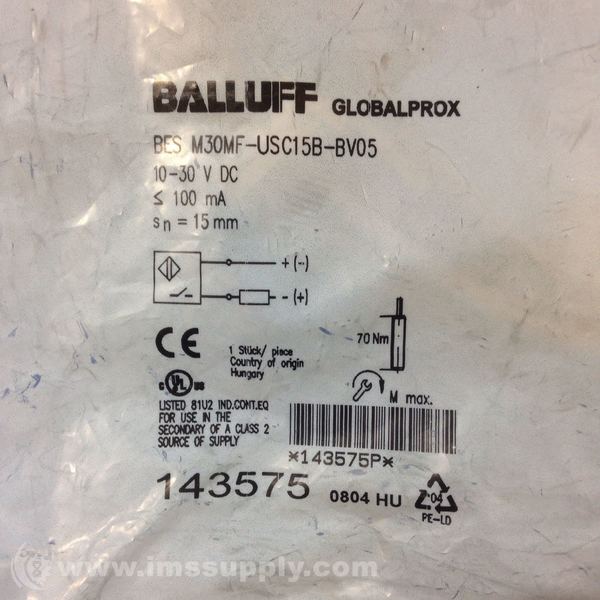 BALLUFF GLOBALPROX
BES M30MF-USC15B-BV05
10-30 V DC
≤ 100 mA
sn = 15 mm
+ (-)
- (+)
70 Nm
CE
1 Stück/ piece
Country of origin
Hungary
C UL US
M max.
LISTED 81U2 IND.CONT.EQ
FOR USE IN THE
SECONDARY OF A CLASS 2
SOURCE OF SUPPLY
*143575P*
143575 0804 HU
04
PE-LD
www.imssupply.com